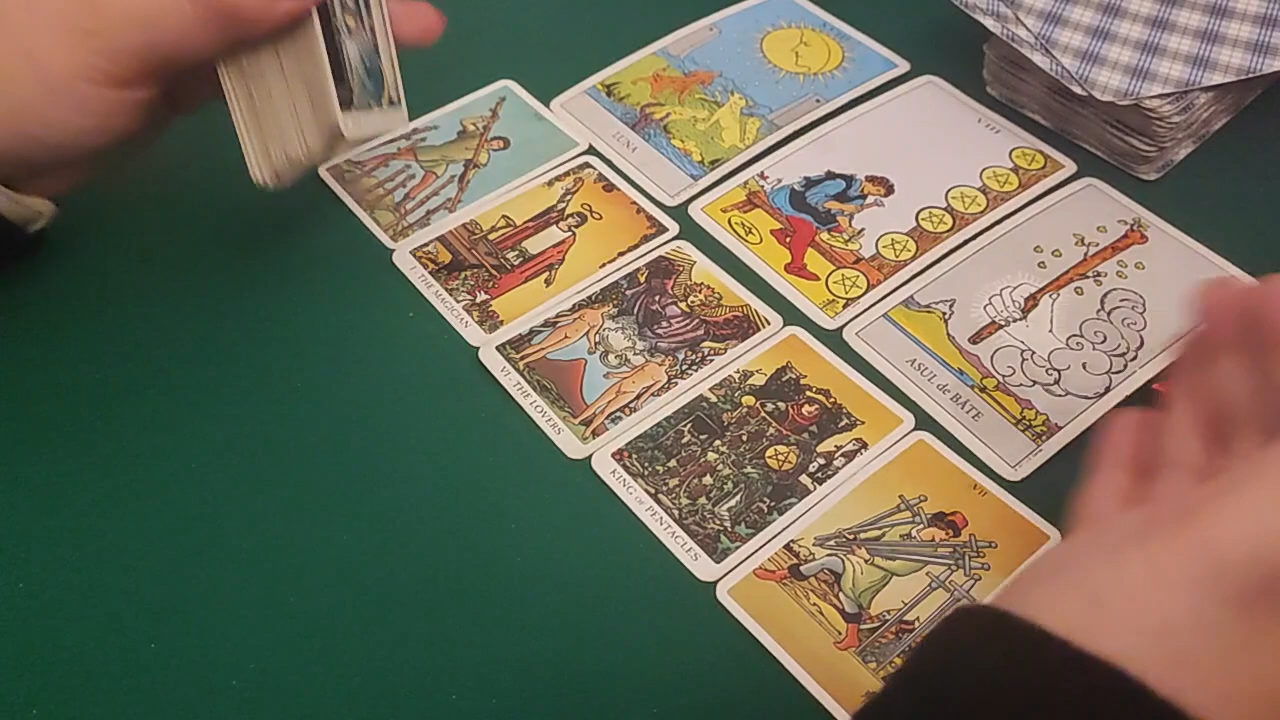 LUNA
VIII
I · THE MAGICIAN
ASUL de BÂTE
VI · THE LOVERS
KING OF PENTACLES
VII